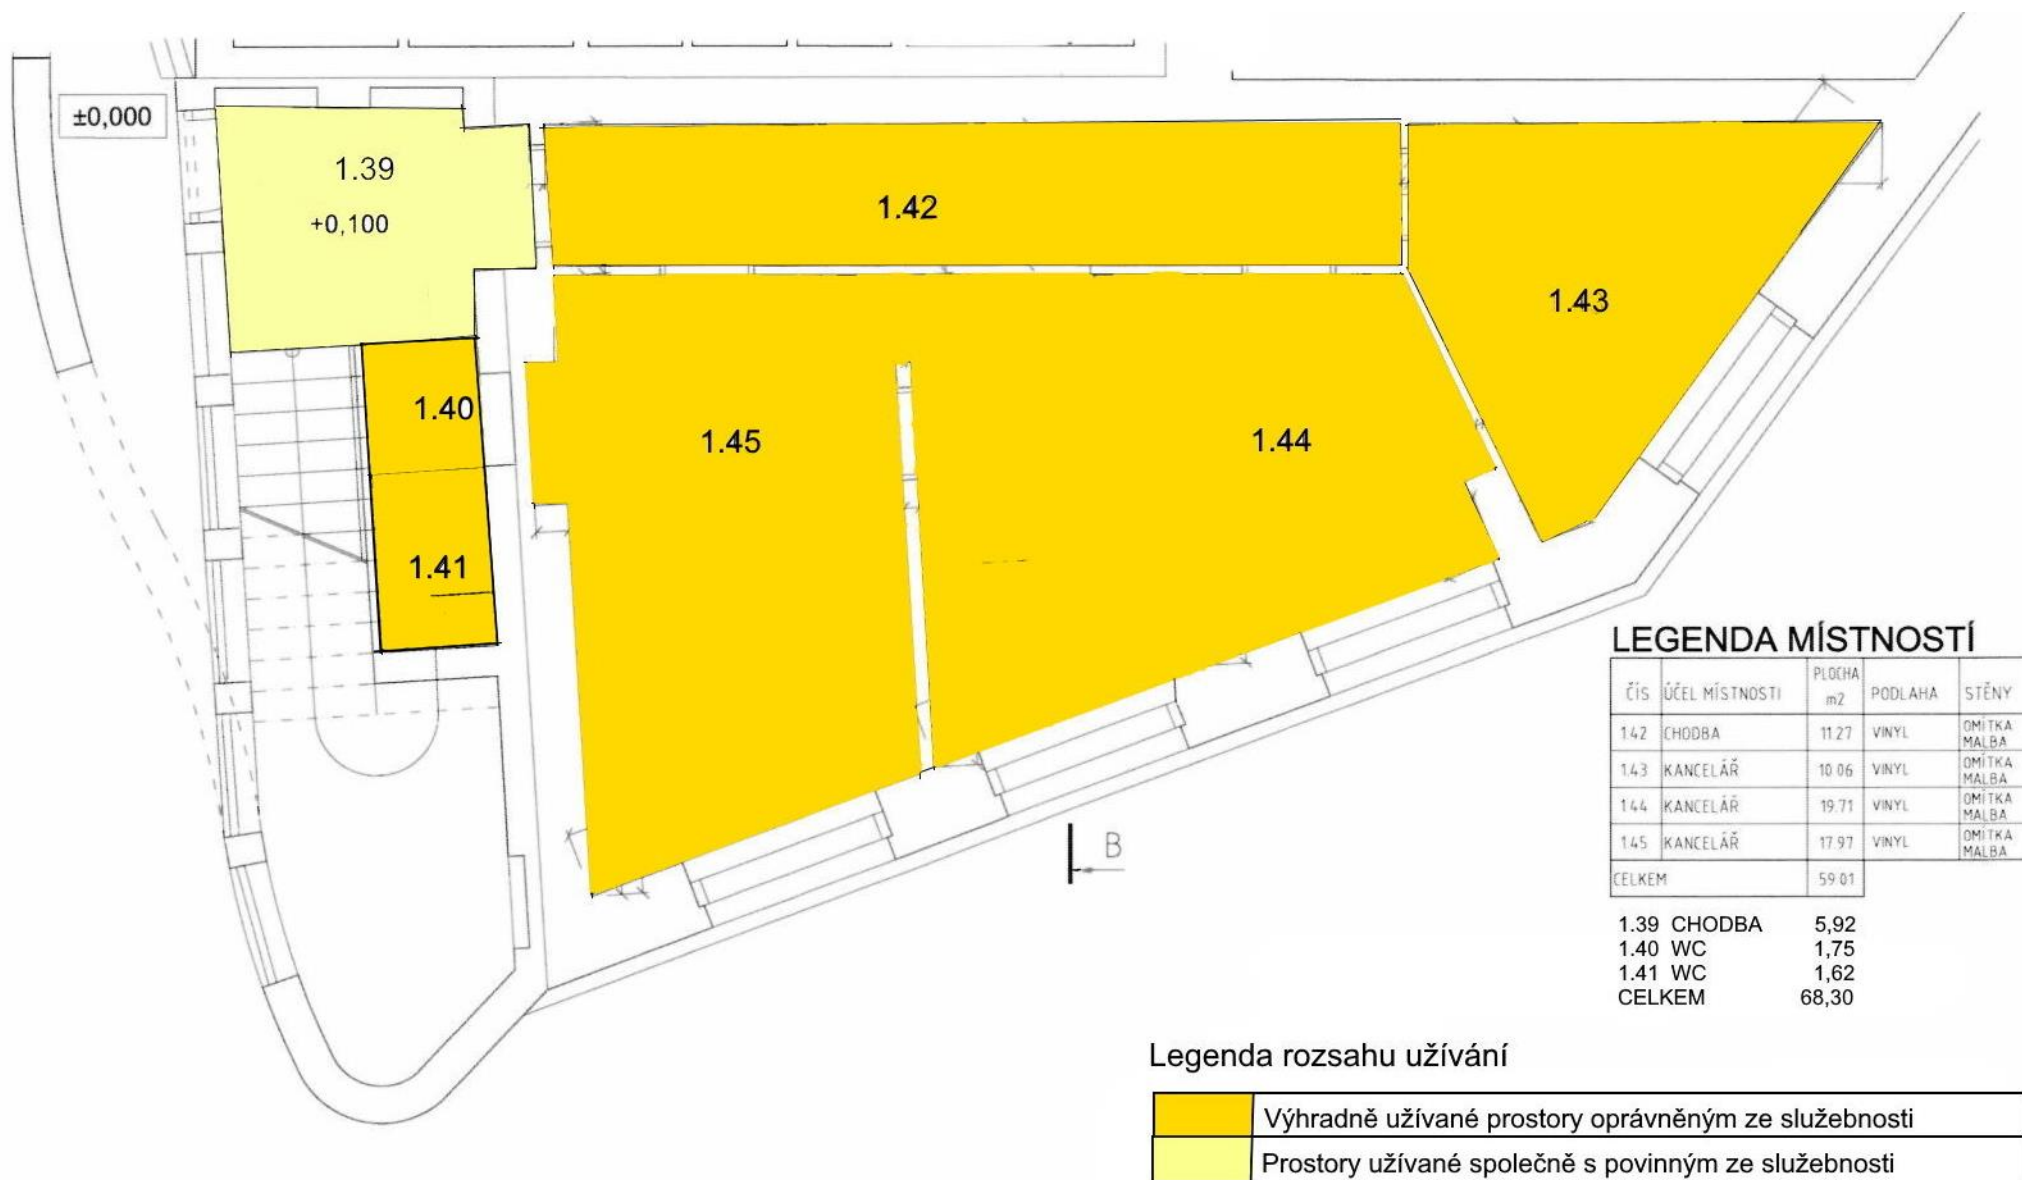 ±0,000
1.39
+0,100
1.42
1.43
1.40
1.45
1.44
1.41
B
LEGENDA MÍSTNOSTÍ
ČÍS ÚČEL MÍSTNOSTI PLOCHA m2 PODLAHA STĚNY
1.42 CHODBA 11.27 VINYL OMÍTKA MALBA
1.43 KANCELÁŘ 10.06 VINYL OMÍTKA MALBA
1.44 KANCELÁŘ 19.71 VINYL OMÍTKA MALBA
1.45 KANCELÁŘ 17.97 VINYL OMÍTKA MALBA
CELKEM 59.01
1.39 CHODBA 5,92
1.40 WC 1,75
1.41 WC 1,62
CELKEM 68,30
Legenda rozsahu užívání
Výhradně užívané prostory oprávněným ze služebnosti
Prostory užívané společně s povinným ze služebnosti